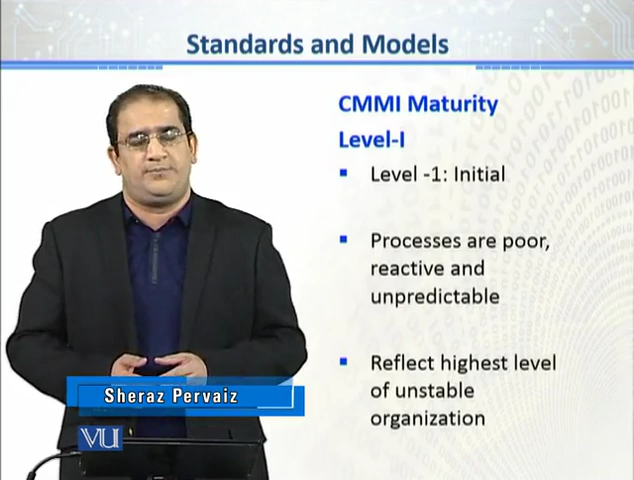 Standards and Models
CMMI Maturity
Level-I
▪ Level -1: Initial
▪ Processes are poor,
reactive and
unpredictable
▪ Reflect highest level
of unstable
organization
Sheraz Pervaiz
VU